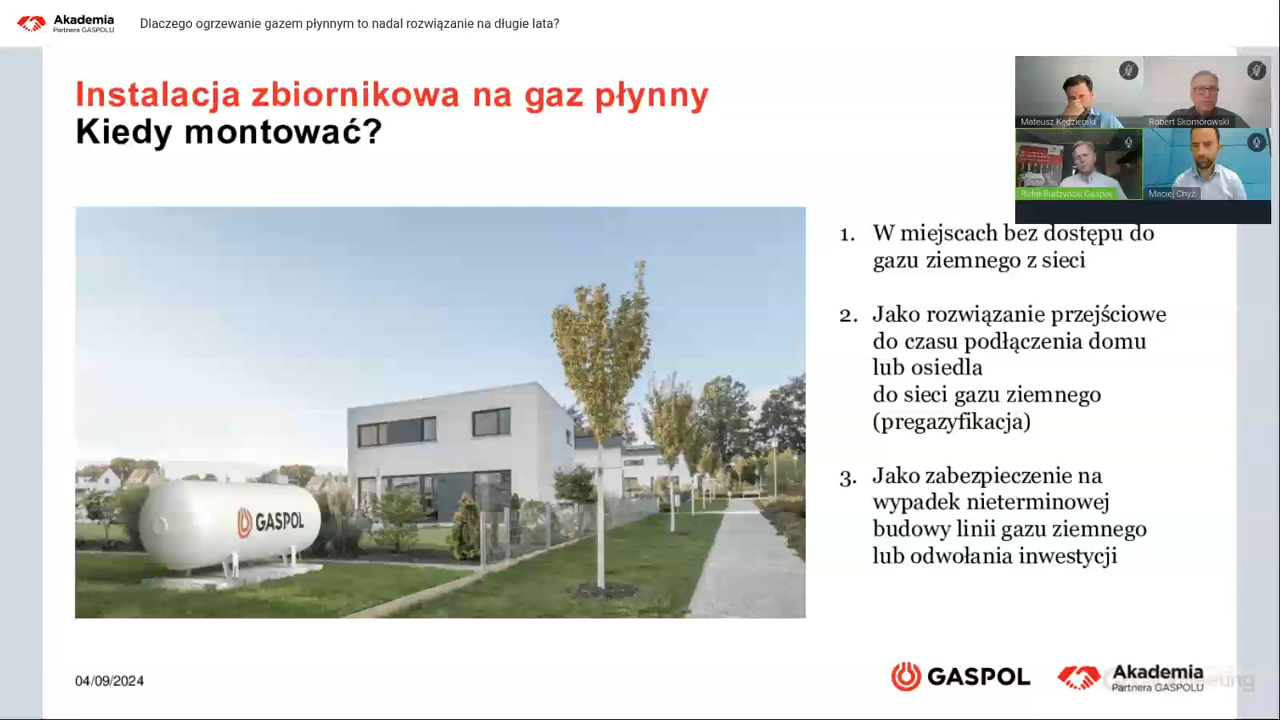 Akademia
Partnera GASPOLU
Dlaczego ogrzewanie gazem płynnym to nadal rozwiązanie na długie lata?
Instalacja zbiornikowa na gaz płynny
Kiedy montować?
Mateusz Kędzierski
Robert Skomorowski
Rafał Budzyński Gaspol
Maciej Chyż
GASPOL
1. W miejscach bez dostępu do
gazu ziemnego z sieci
2. Jako rozwiązanie przejściowe
do czasu podłączenia domu
lub osiedla
do sieci gazu ziemnego
(pregazyfikacja)
3. Jako zabezpieczenie na
wypadek nieterminowej
budowy linii gazu ziemnego
lub odwołania inwestycji
04/09/2024
GASPOL
Akademia
Partnera GASPOLU